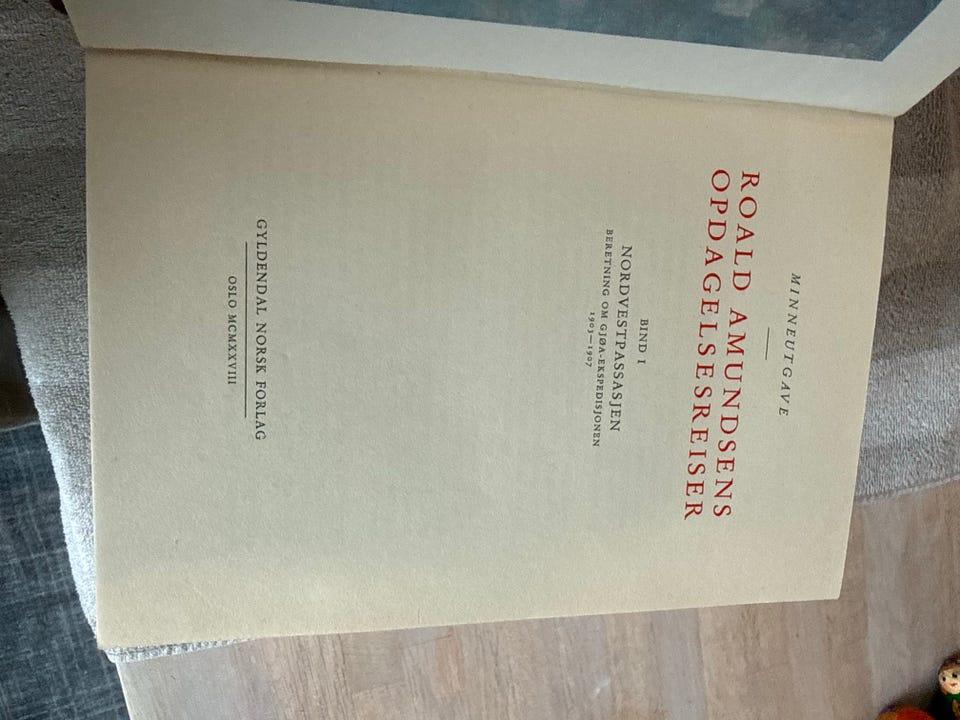 MINNEUTGAVE
ROALD AMUNDSENS
OPDAGELSESREISER
BIND I
NORDVESTPASSASJEN
BERETNING OM GJØA-EKSPEDISJONEN
1903—1907
GYLDENDAL NORSK FORLAG
OSLO MCMXXVIII